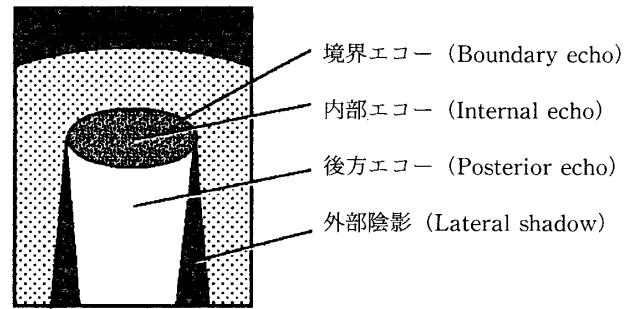 境界エコー (Boundary echo)
内部エコー (Internal echo)
後方エコー (Posterior echo)
外部陰影 (Lateral shadow)